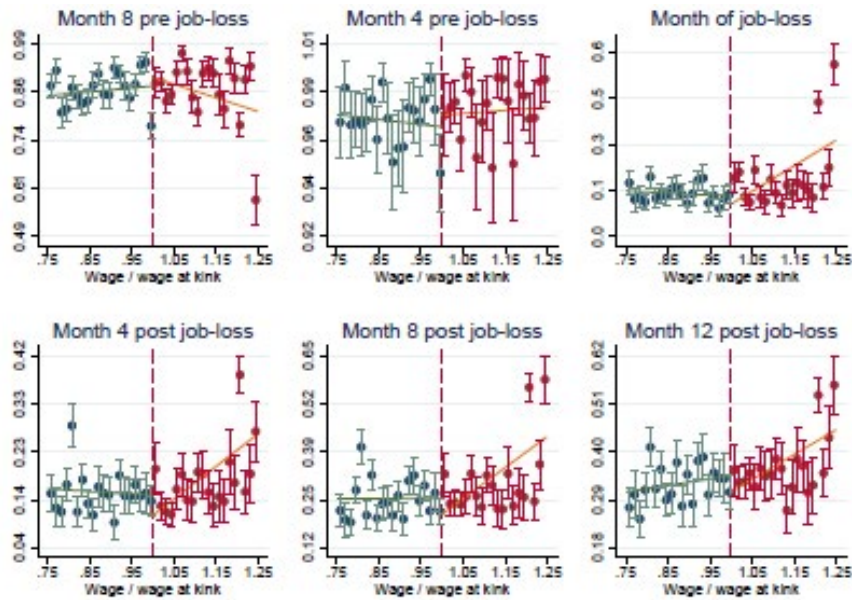 Month 8 pre job-loss
0.99
0.86
0.74
0.61
0.49
.75 .85 .95 1.05 1.15 1.25
Wage / wage at kink
Month 4 pre job-loss
1.01
0.99
0.96
0.94
0.92
.75 .85 .95 1.05 1.15 1.25
Wage / wage at kink
Month of job-loss
0.6
0.5
0.3
0.1
0.0
.75 .85 .95 1.05 1.15 1.25
Wage / wage at kink
Month 4 post job-loss
0.42
0.33
0.23
0.14
0.04
.75 .85 .95 1.05 1.15 1.25
Wage / wage at kink
Month 8 post job-loss
0.65
0.52
0.39
0.25
0.12
.75 .85 .95 1.05 1.15 1.25
Wage / wage at kink
Month 12 post job-loss
0.62
0.51
0.40
0.29
0.18
.75 .85 .95 1.05 1.15 1.25
Wage / wage at kink